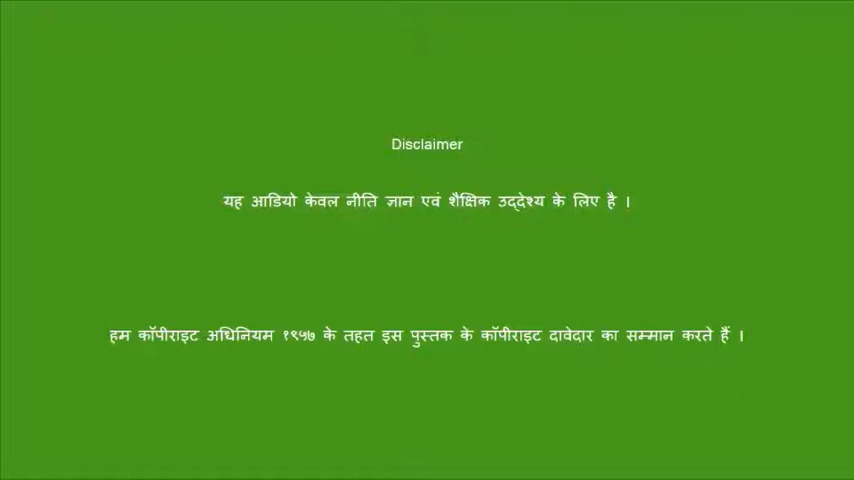 Disclaimer
यह आडियो केवल नीति ज्ञान एवं शैक्षिक उद्देश्य के लिए है ।
हम कॉपीराइट अधिनियम १९५७ के तहत इस पुस्तक के कॉपीराइट दावेदार का सम्मान करते हैं ।